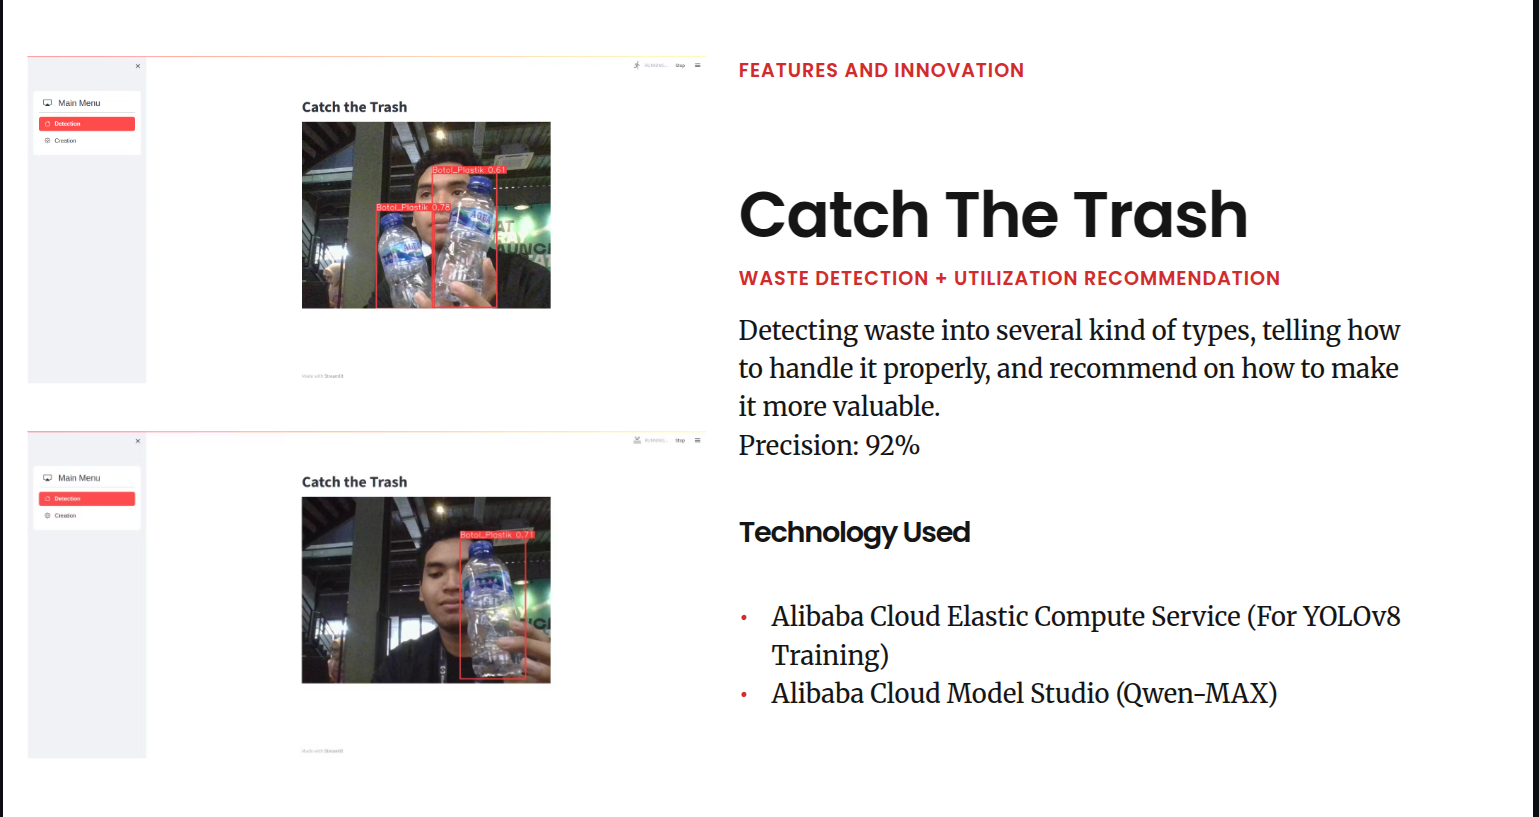 Main Menu
Detection
Creation
Stop
Catch the Trash
Botol_Plastik 0.61
Botol_Plastik 0.78
AQUA
AT
AUNC
Made with Streamlit
Main Menu
Detection
Creation
Stop
Catch the Trash
Botol_Plastik 0.71
Made with Streamlit
FEATURES AND INNOVATION
Catch The Trash
WASTE DETECTION + UTILIZATION RECOMMENDATION
Detecting waste into several kind of types, telling how
to handle it properly, and recommend on how to make
it more valuable.
Precision: 92%
Technology Used
• Alibaba Cloud Elastic Compute Service (For YOLOv8
Training)
• Alibaba Cloud Model Studio (Qwen-MAX)